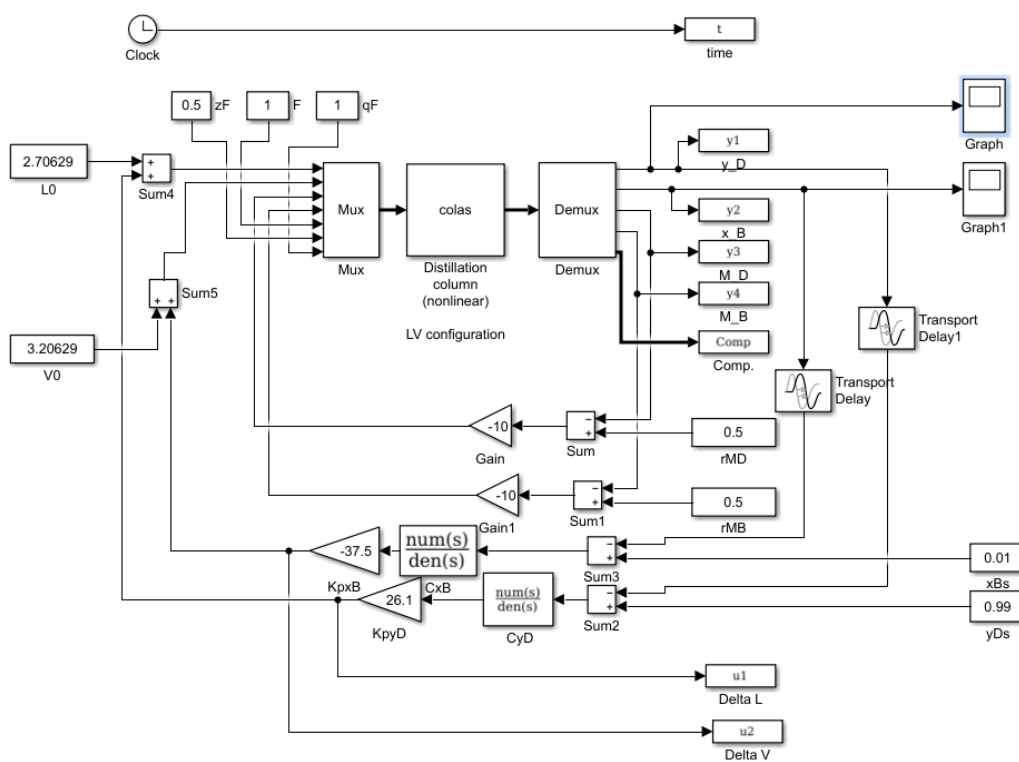 t
Clock
time
0.5
zF
1
F
1
qF
Graph
y1
y_D
2.70629
L0
+
+
Sum4
Mux
Mux
colas
Distillation
column
(nonlinear)
LV configuration
Demux
Demux
y2
x_B
Graph1
y3
M_D
y4
M_B
Comp
Comp.
+ +
Sum5
3.20629
V0
Transport
Delay1
Transport
Delay
-10
Gain
−
+
Sum
0.5
rMD
-10
Gain1
−
+
Sum1
0.5
rMB
-37.5
KpxB
num(s)
den(s)
CxB
−
+
Sum3
0.01
xBs
26.1
KpyD
num(s)
den(s)
CyD
−
+
Sum2
0.99
yDs
u1
Delta L
u2
Delta V